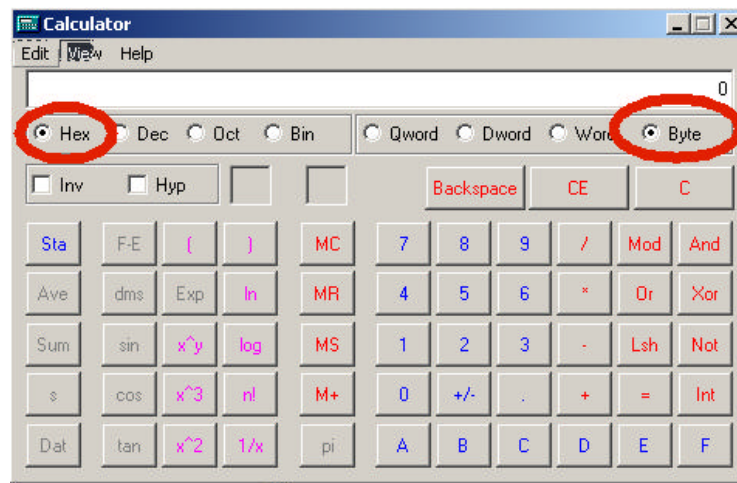 Calculator
Edit View Help
0
Hex Dec Oct Bin Qword Dword Word Byte
Inv Hyp Backspace CE C
Sta F-E ( ) MC 7 8 9 / Mod And
Ave dms Exp ln MR 4 5 6 * Or Xor
Sum sin x^y log MS 1 2 3 - Lsh Not
s cos x^3 n! M+ 0 +/- . + = Int
Dat tan x^2 1/x pi A B C D E F